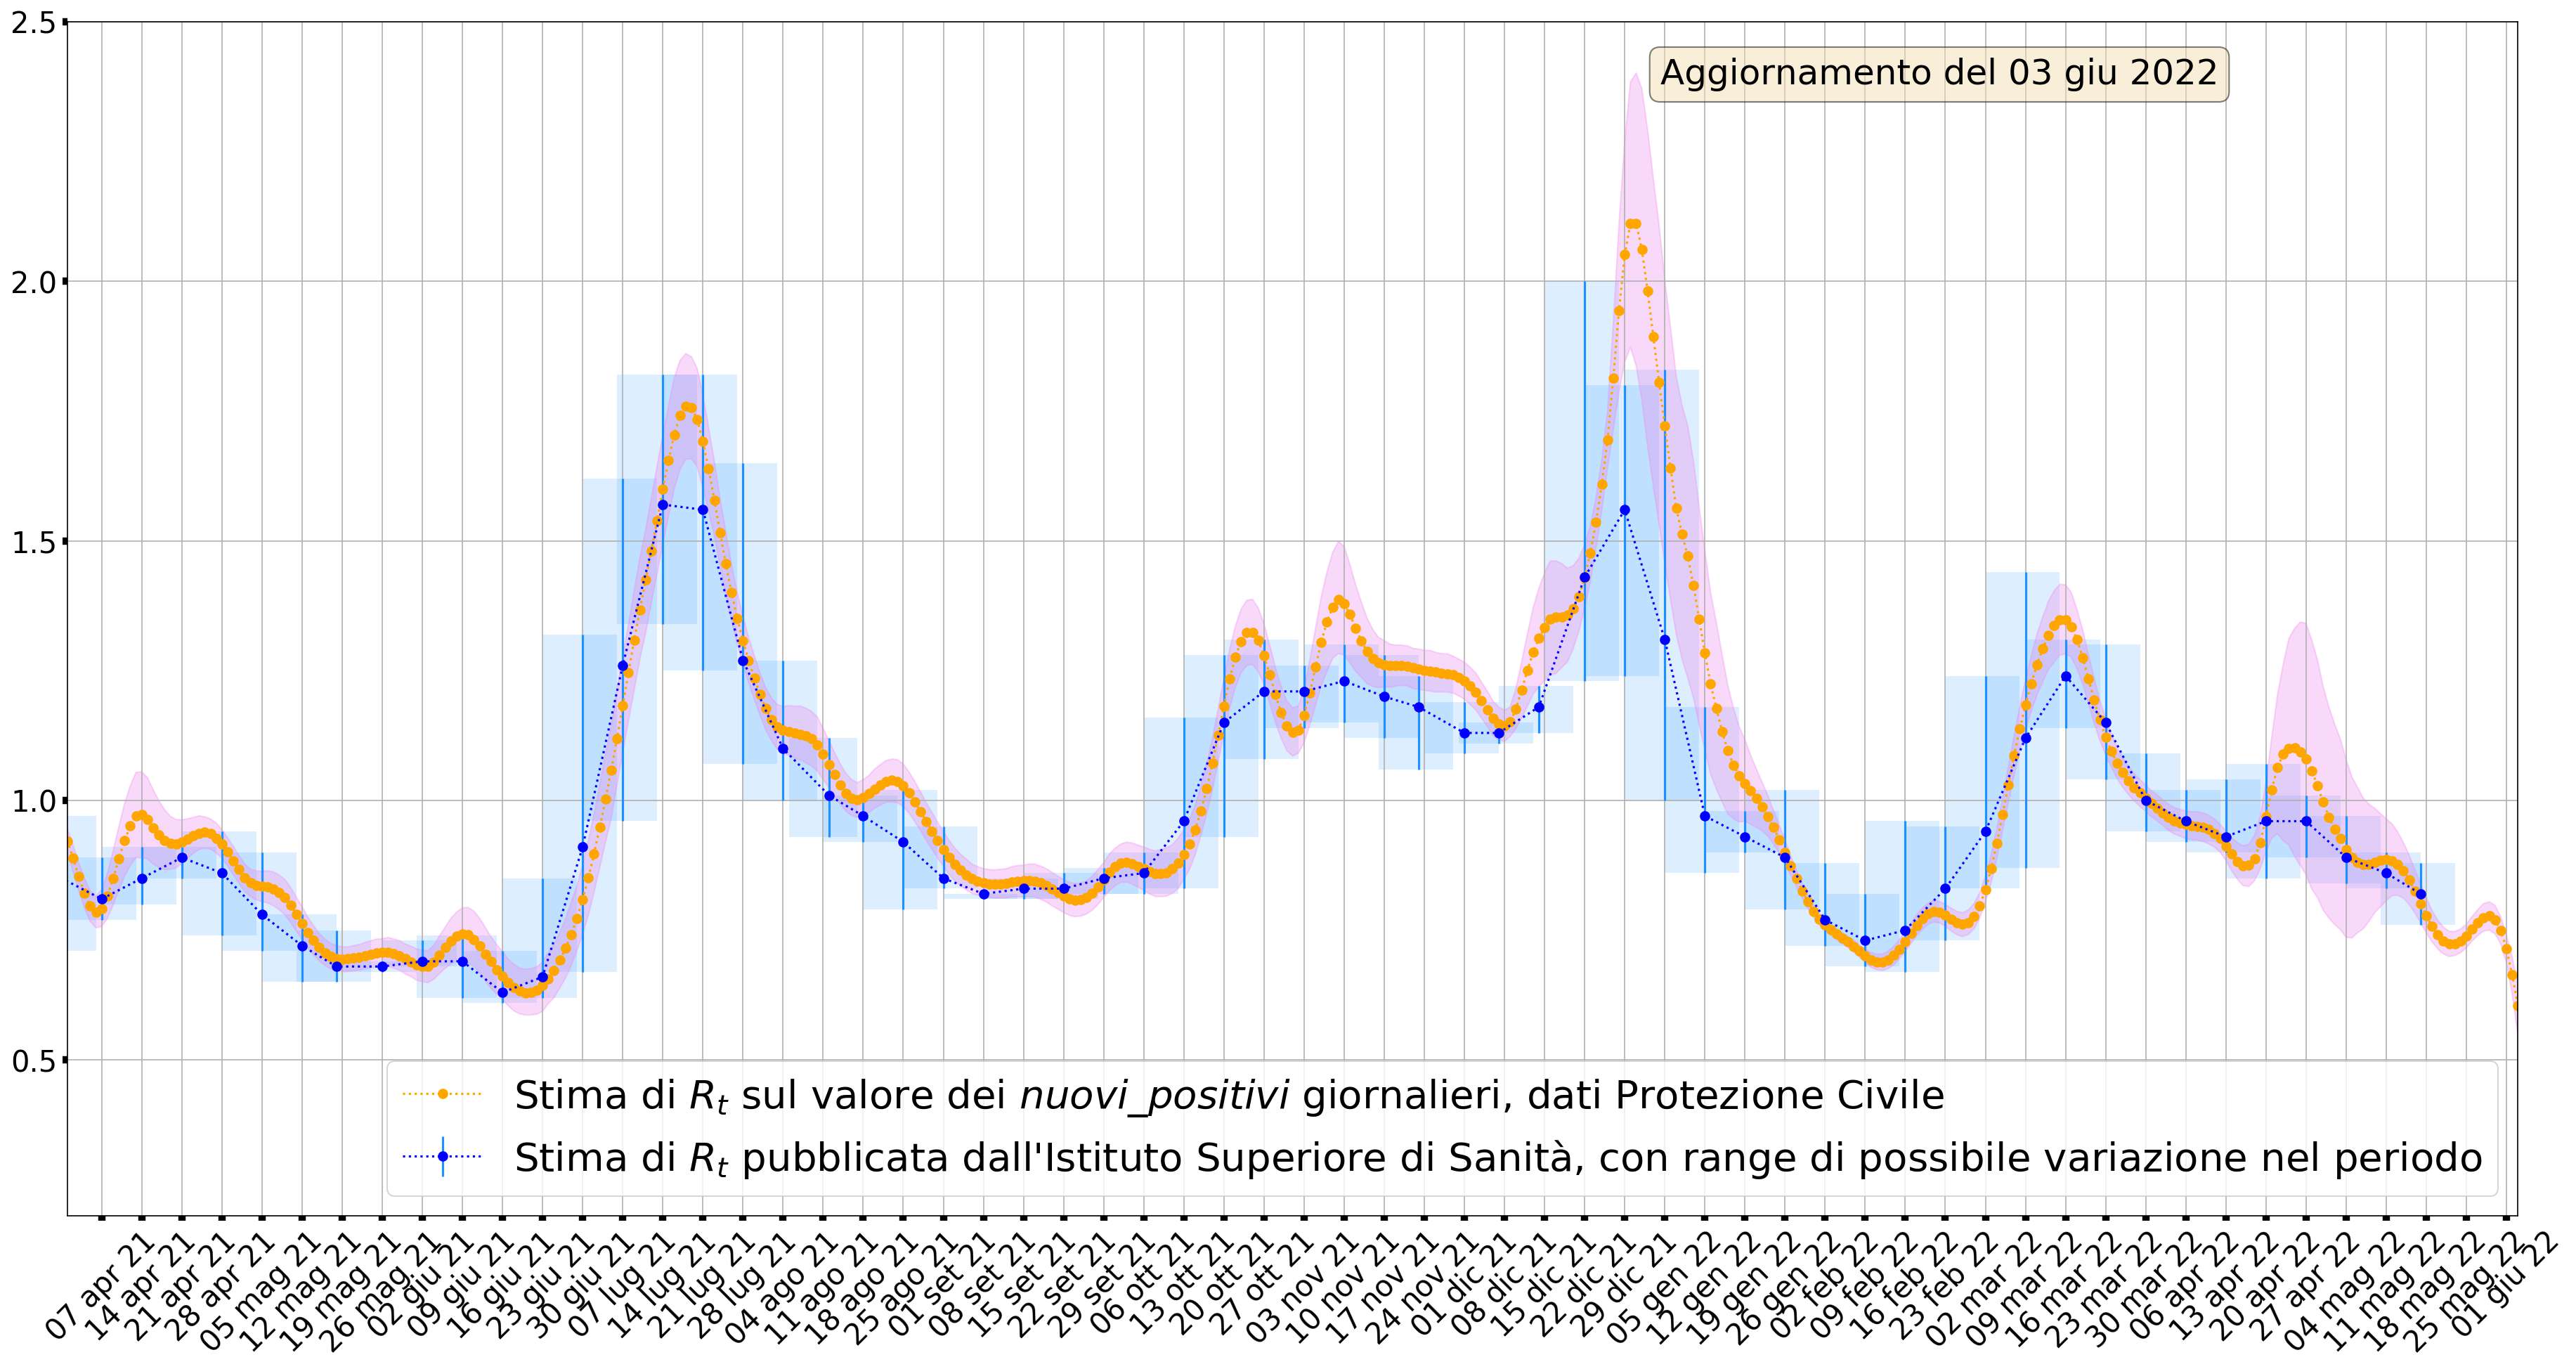 2.5
2.0
1.5
1.0
0.5
Aggiornamento del 03 giu 2022
Stima di Rt sul valore dei nuovi_positivi giornalieri, dati Protezione Civile
Stima di Rt pubblicata dall'Istituto Superiore di Sanità, con range di possibile variazione nel periodo
07 apr 21
14 apr 21
21 apr 21
28 apr 21
05 mag 21
12 mag 21
19 mag 21
26 mag 21
02 giu 21
09 giu 21
16 giu 21
23 giu 21
30 giu 21
07 lug 21
14 lug 21
21 lug 21
28 lug 21
04 ago 21
11 ago 21
18 ago 21
25 ago 21
01 set 21
08 set 21
15 set 21
22 set 21
29 set 21
06 ott 21
13 ott 21
20 ott 21
27 ott 21
03 nov 21
10 nov 21
17 nov 21
24 nov 21
01 dic 21
08 dic 21
15 dic 21
22 dic 21
29 dic 21
05 gen 22
12 gen 22
19 gen 22
26 gen 22
02 feb 22
09 feb 22
16 feb 22
23 feb 22
02 mar 22
09 mar 22
16 mar 22
23 mar 22
30 mar 22
06 apr 22
13 apr 22
20 apr 22
27 apr 22
04 mag 22
11 mag 22
18 mag 22
25 mag 22
01 giu 22